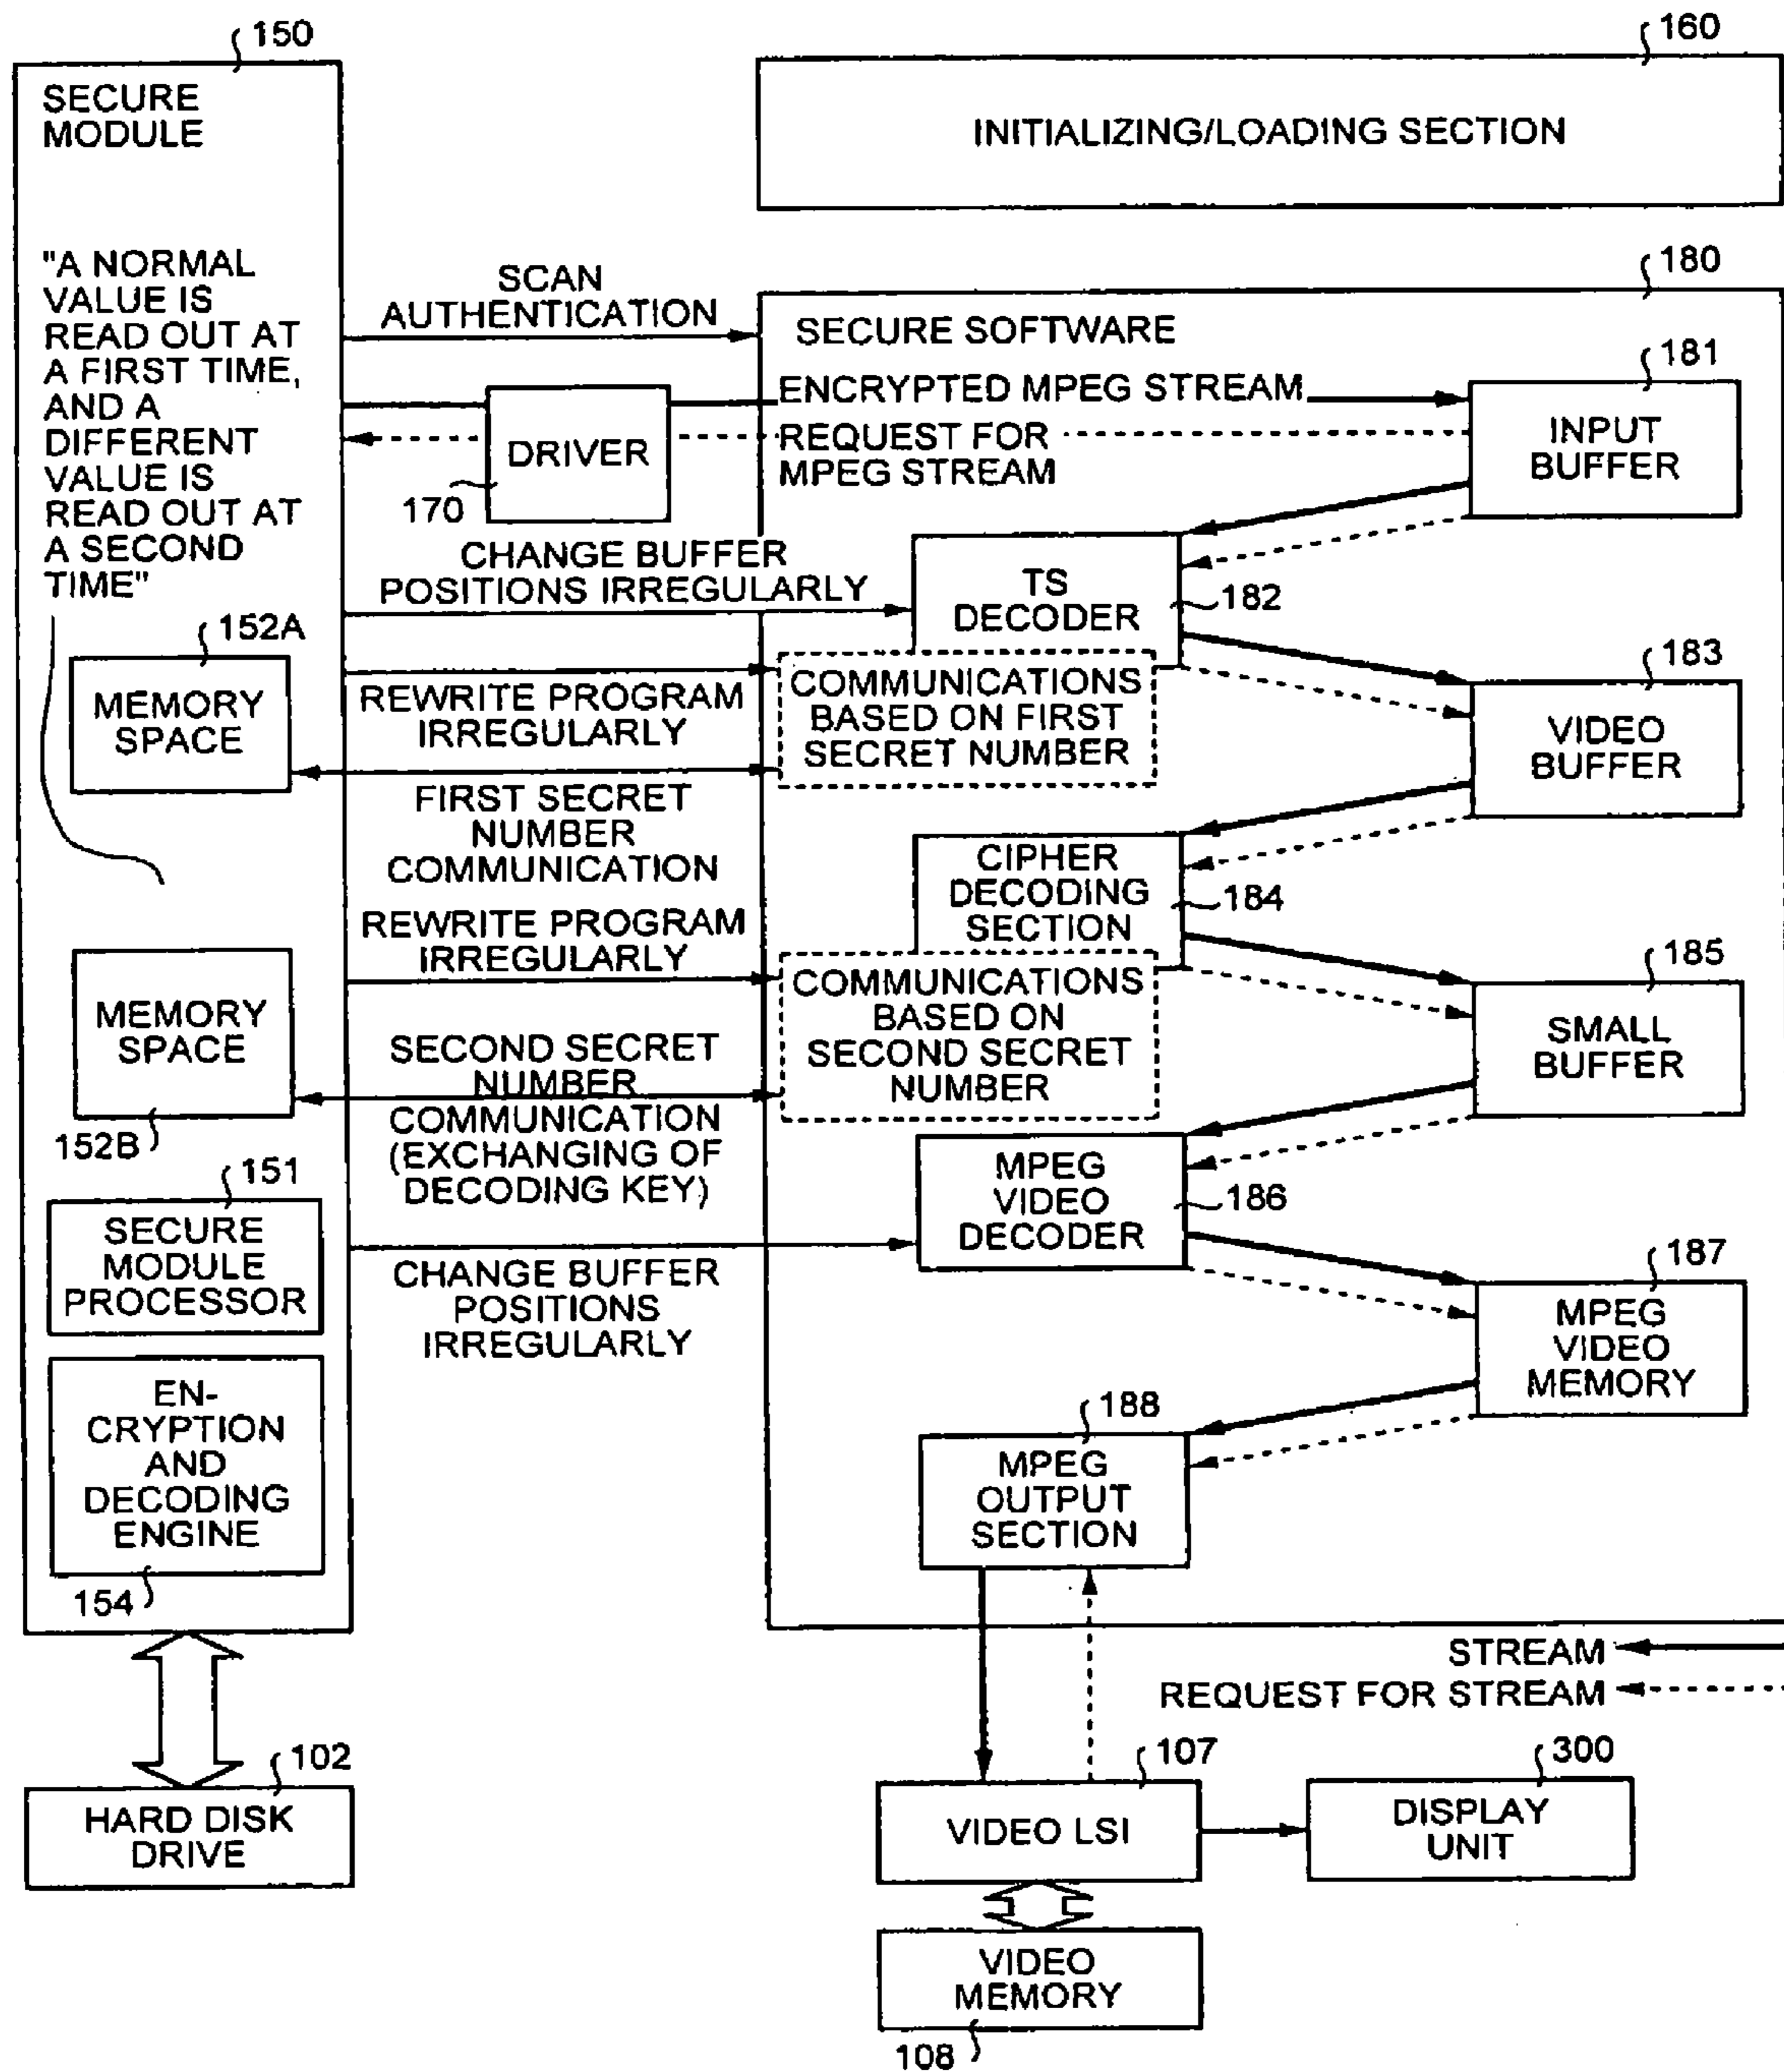 150
SECURE
MODULE
"A NORMAL
VALUE IS
READ OUT AT
A FIRST TIME,
AND A
DIFFERENT
VALUE IS
READ OUT AT
A SECOND
TIME"
152A
MEMORY
SPACE
MEMORY
SPACE
152B
151
SECURE
MODULE
PROCESSOR
EN-
CRYPTION
AND
DECODING
ENGINE
154
102
HARD DISK
DRIVE
160
INITIALIZING/LOADING SECTION
SCAN
AUTHENTICATION
DRIVER
170
CHANGE BUFFER
POSITIONS IRREGULARLY
REWRITE PROGRAM
IRREGULARLY
FIRST SECRET
NUMBER
COMMUNICATION
REWRITE PROGRAM
IRREGULARLY
SECOND SECRET
NUMBER
COMMUNICATION
(EXCHANGING OF
DECODING KEY)
CHANGE BUFFER
POSITIONS
IRREGULARLY
180
SECURE SOFTWARE
ENCRYPTED MPEG STREAM
REQUEST FOR
MPEG STREAM
181
INPUT
BUFFER
TS
DECODER
182
COMMUNICATIONS
BASED ON FIRST
SECRET NUMBER
183
VIDEO
BUFFER
CIPHER
DECODING
SECTION
184
COMMUNICATIONS
BASED ON
SECOND SECRET
NUMBER
185
SMALL
BUFFER
MPEG
VIDEO
DECODER
186
187
MPEG
VIDEO
MEMORY
188
MPEG
OUTPUT
SECTION
STREAM
REQUEST FOR STREAM
107
VIDEO LSI
300
DISPLAY
UNIT
VIDEO
MEMORY
108